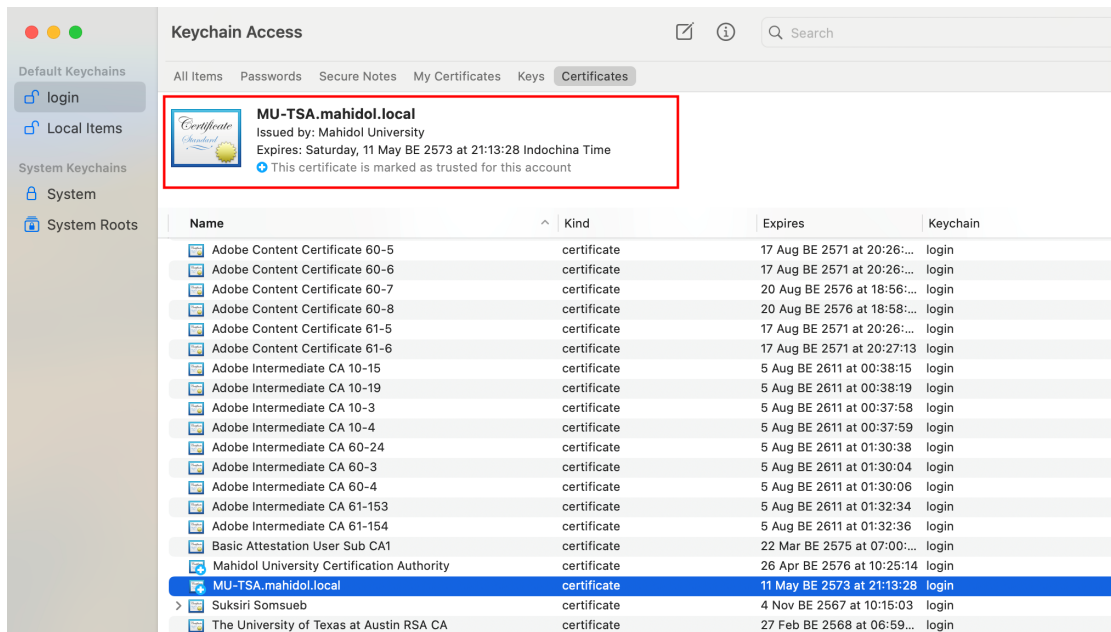 Keychain Access
Search
Default Keychains
login
Local Items
System Keychains
System
System Roots
All Items Passwords Secure Notes My Certificates Keys Certificates
Certificate
Standard
MU-TSA.mahidol.local
Issued by: Mahidol University
Expires: Saturday, 11 May BE 2573 at 21:13:28 Indochina Time
This certificate is marked as trusted for this account
Name Kind Expires Keychain
Adobe Content Certificate 60-5 certificate 17 Aug BE 2571 at 20:26:... login
Adobe Content Certificate 60-6 certificate 17 Aug BE 2571 at 20:26:... login
Adobe Content Certificate 60-7 certificate 20 Aug BE 2576 at 18:56:... login
Adobe Content Certificate 60-8 certificate 20 Aug BE 2576 at 18:58:... login
Adobe Content Certificate 61-5 certificate 17 Aug BE 2571 at 20:26:... login
Adobe Content Certificate 61-6 certificate 17 Aug BE 2571 at 20:27:13 login
Adobe Intermediate CA 10-15 certificate 5 Aug BE 2611 at 00:38:15 login
Adobe Intermediate CA 10-19 certificate 5 Aug BE 2611 at 00:38:19 login
Adobe Intermediate CA 10-3 certificate 5 Aug BE 2611 at 00:37:58 login
Adobe Intermediate CA 10-4 certificate 5 Aug BE 2611 at 00:37:59 login
Adobe Intermediate CA 60-24 certificate 5 Aug BE 2611 at 01:30:38 login
Adobe Intermediate CA 60-3 certificate 5 Aug BE 2611 at 01:30:04 login
Adobe Intermediate CA 60-4 certificate 5 Aug BE 2611 at 01:30:06 login
Adobe Intermediate CA 61-153 certificate 5 Aug BE 2611 at 01:32:34 login
Adobe Intermediate CA 61-154 certificate 5 Aug BE 2611 at 01:32:36 login
Basic Attestation User Sub CA1 certificate 22 Mar BE 2575 at 07:00:... login
Mahidol University Certification Authority certificate 26 Apr BE 2576 at 10:25:14 login
MU-TSA.mahidol.local certificate 11 May BE 2573 at 21:13:28 login
Suksiri Somsueb certificate 4 Nov BE 2567 at 10:15:03 login
The University of Texas at Austin RSA CA certificate 27 Feb BE 2568 at 06:59... login